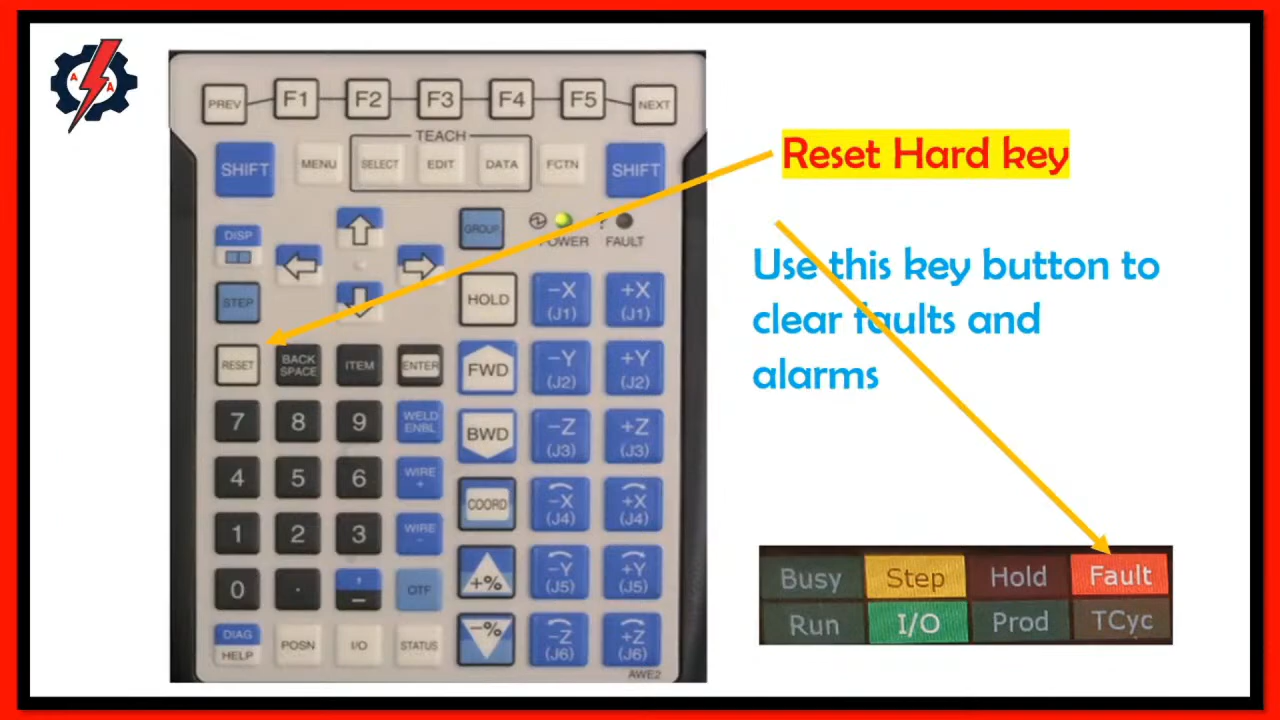 A
A
PREV F1 F2 F3 F4 F5 NEXT
TEACH
SHIFT MENU SELECT EDIT DATA FCTN SHIFT
Reset Hard key
DISP GROUP ? POWER FAULT
STEP HOLD -X (J1) +X (J1)
Use this key button to
clear faults and
alarms
RESET BACK SPACE ITEM ENTER FWD -Y (J2) +Y (J2)
7 8 9 WELD ENBL BWD -Z (J3) +Z (J3)
4 5 6 WIRE + COORD -X (J4) +X (J4)
1 2 3 WIRE - +% -Y (J5) +Y (J5)
0 . , _ OTF
DIAG HELP POSN I/O STATUS -% -Z (J6) +Z (J6)
AWE2
Busy Step Hold Fault
Run I/O Prod TCyc